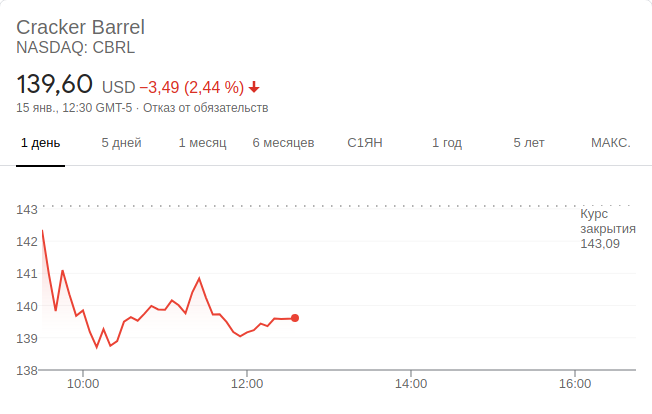 Cracker Barrel
NASDAQ: CBRL
139,60 USD −3,49 (2,44 %)
15 янв., 12:30 GMT-5 · Отказ от обязательств
1 день 5 дней 1 месяц 6 месяцев С1ЯН 1 год 5 лет МАКС.
143
Курс
закрытия
143,09
142
141
140
139
138
10:00 12:00 14:00 16:00